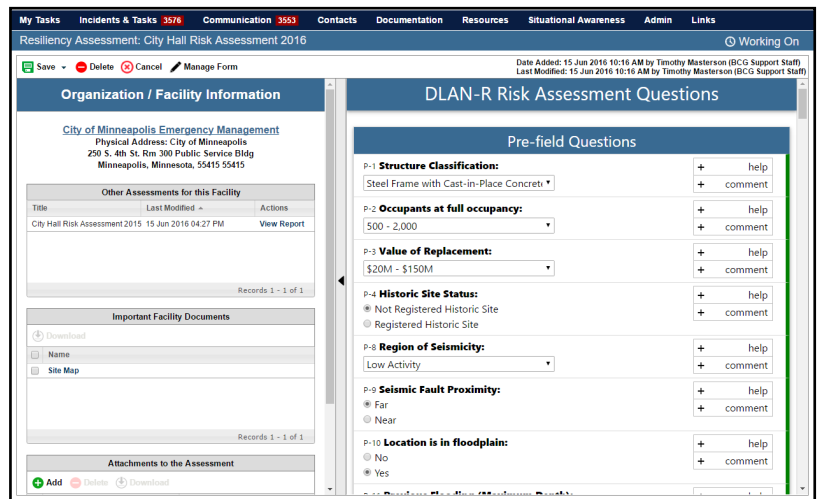 My Tasks Incidents & Tasks 3576 Communication 3553 Contacts Documentation Resources Situational Awareness Admin Links
Resiliency Assessment: City Hall Risk Assessment 2016 Working On
Save Delete Cancel Manage Form
Date Added: 15 Jun 2016 10:16 AM by Timothy Masterson (BCG Support Staff)
Last Modified: 15 Jun 2016 10:16 AM by Timothy Masterson (BCG Support Staff)
Organization / Facility Information
City of Minneapolis Emergency Management
Physical Address: City of Minneapolis
250 S. 4th St. Rm 300 Public Service Bldg
Minneapolis, Minnesota, 55415 55415
Other Assessments for this Facility
Title Last Modified Actions
City Hall Risk Assessment 2015 15 Jun 2016 04:27 PM View Report
Records 1 - 1 of 1
Important Facility Documents
Download
Name
Site Map
Records 1 - 1 of 1
Attachments to the Assessment
Add Delete Download
DLAN-R Risk Assessment Questions
Pre-field Questions
P-1 Structure Classification:
Steel Frame with Cast-in-Place Concrete
+ help
+ comment
P-2 Occupants at full occupancy:
500 - 2,000
+ help
+ comment
P-3 Value of Replacement:
$20M - $150M
+ help
+ comment
P-4 Historic Site Status:
Not Registered Historic Site
Registered Historic Site
+ help
+ comment
P-8 Region of Seismicity:
Low Activity
+ help
+ comment
P-9 Seismic Fault Proximity:
Far
Near
+ help
+ comment
P-10 Location is in floodplain:
No
Yes
+ help
+ comment
Previous Flooding (Maximum Depth):